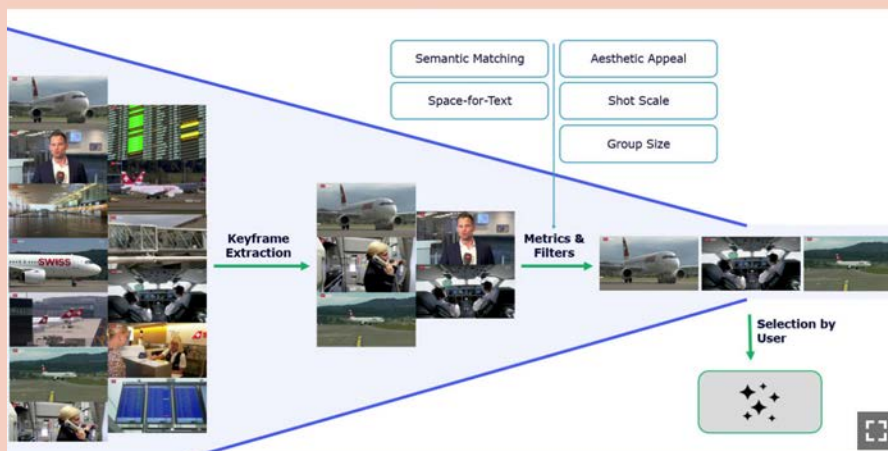 Semantic Matching
Aesthetic Appeal
Space-for-Text
Shot Scale
Group Size
SWISS
Keyframe
Extraction
Metrics &
Filters
Selection by
User